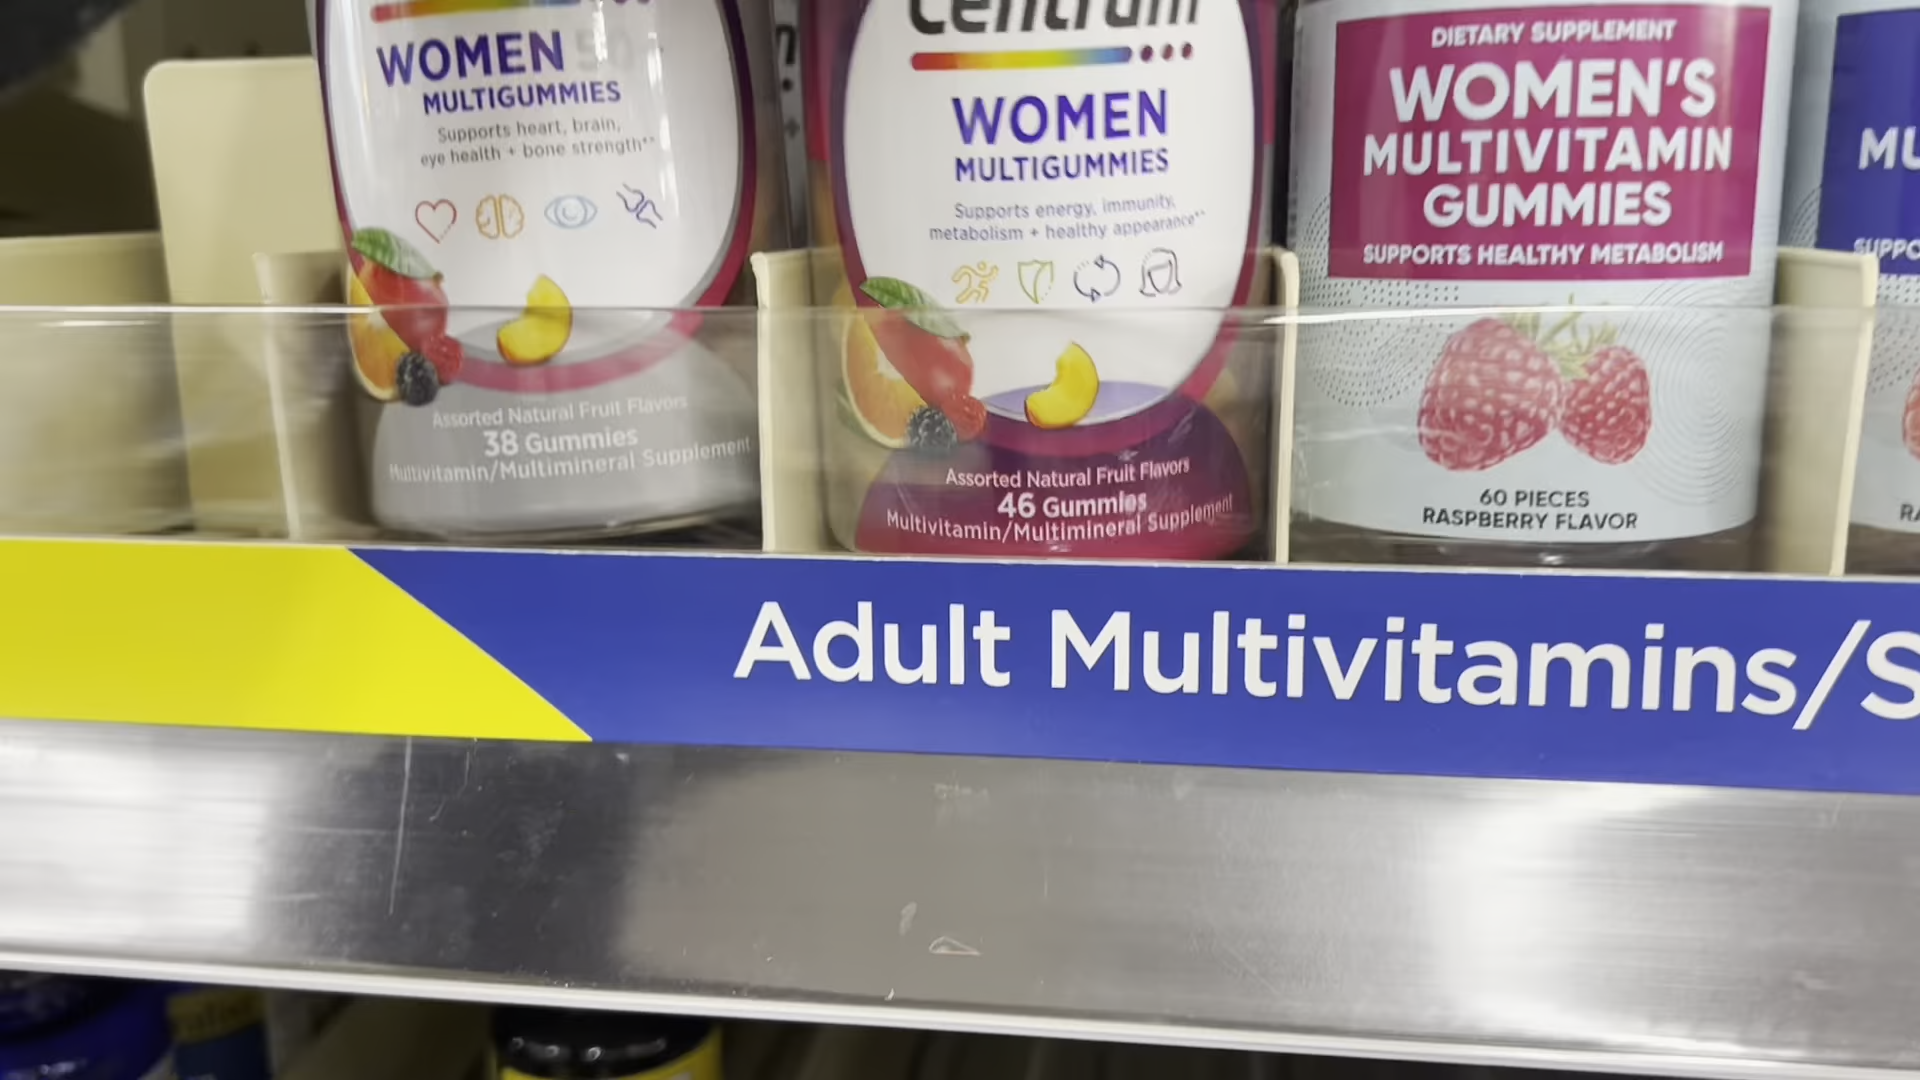 WOMEN 50+
MULTIGUMMIES
Supports heart, brain,
eye health + bone strength**
Assorted Natural Fruit Flavors
38 Gummies
Multivitamin/Multimineral Supplement
Centrum
WOMEN
MULTIGUMMIES
Supports energy, immunity,
metabolism + healthy appearance**
Assorted Natural Fruit Flavors
46 Gummies
Multivitamin/Multimineral Supplement
DIETARY SUPPLEMENT
WOMEN'S
MULTIVITAMIN
GUMMIES
SUPPORTS HEALTHY METABOLISM
60 PIECES
RASPBERRY FLAVOR
MU
SUPPO
RA
Adult Multivitamins/S